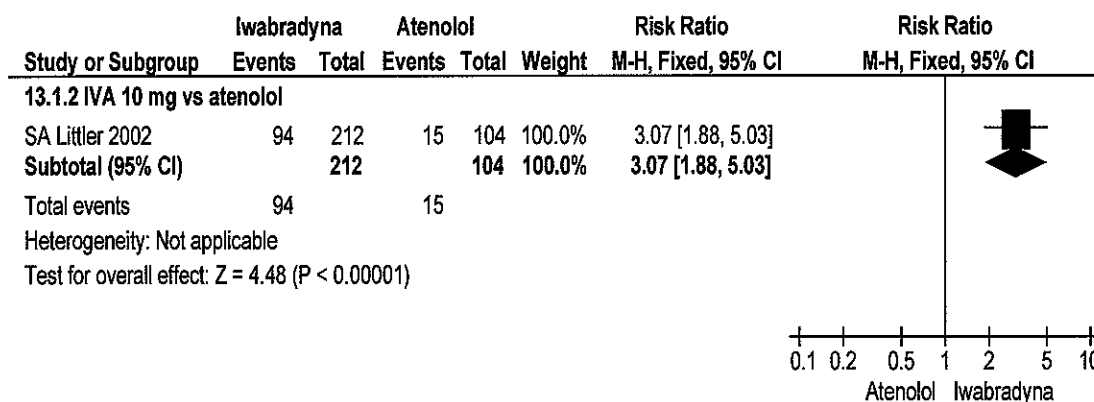 Iwabradyna Atenolol Risk Ratio Risk Ratio
Study or Subgroup Events Total Events Total Weight M-H, Fixed, 95% CI M-H, Fixed, 95% CI
13.1.2 IVA 10 mg vs atenolol
SA Littler 2002 94 212 15 104 100.0% 3.07 [1.88, 5.03]
Subtotal (95% CI) 212 104 100.0% 3.07 [1.88, 5.03]
Total events 94 15
Heterogeneity: Not applicable
Test for overall effect: Z = 4.48 (P < 0.00001)
0.1 0.2 0.5 1 2 5 10
Atenolol Iwabradyna